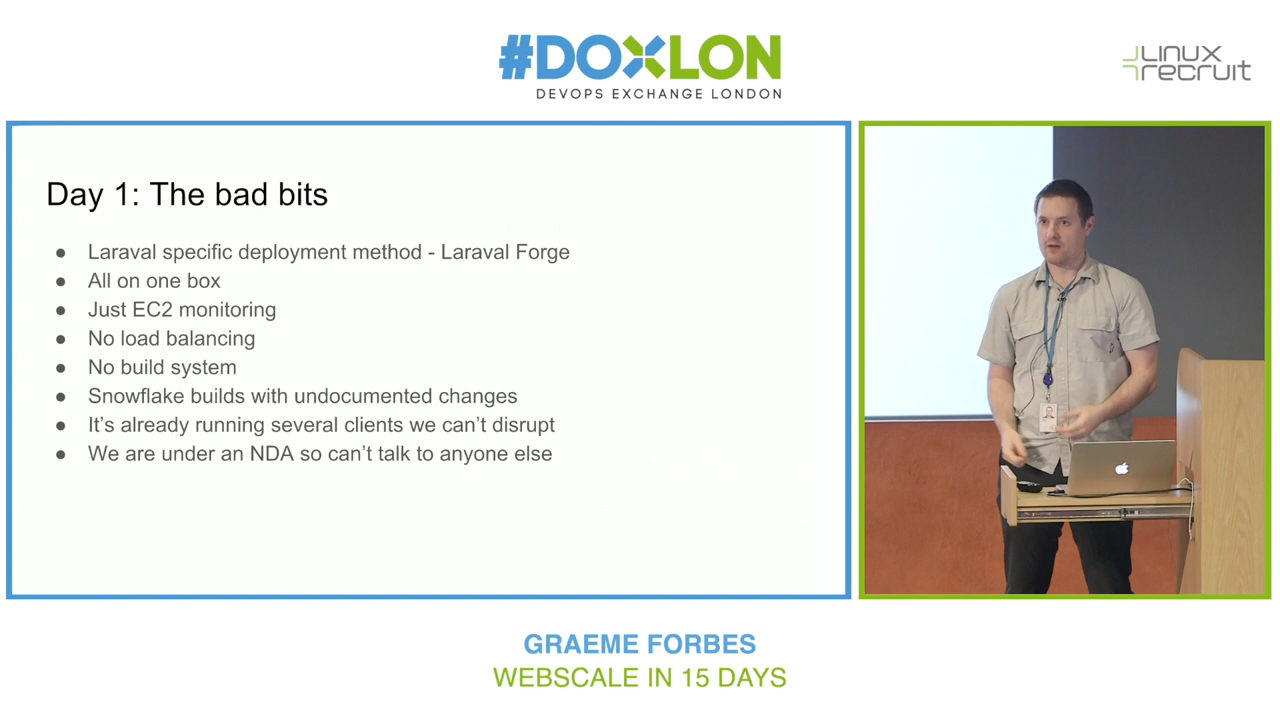 #DOXLON
DEVOPS EXCHANGE LONDON
Linux
recruit
Day 1: The bad bits
● Laraval specific deployment method - Laraval Forge
● All on one box
● Just EC2 monitoring
● No load balancing
● No build system
● Snowflake builds with undocumented changes
● It’s already running several clients we can’t disrupt
● We are under an NDA so can’t talk to anyone else
GRAEME FORBES
WEBSCALE IN 15 DAYS